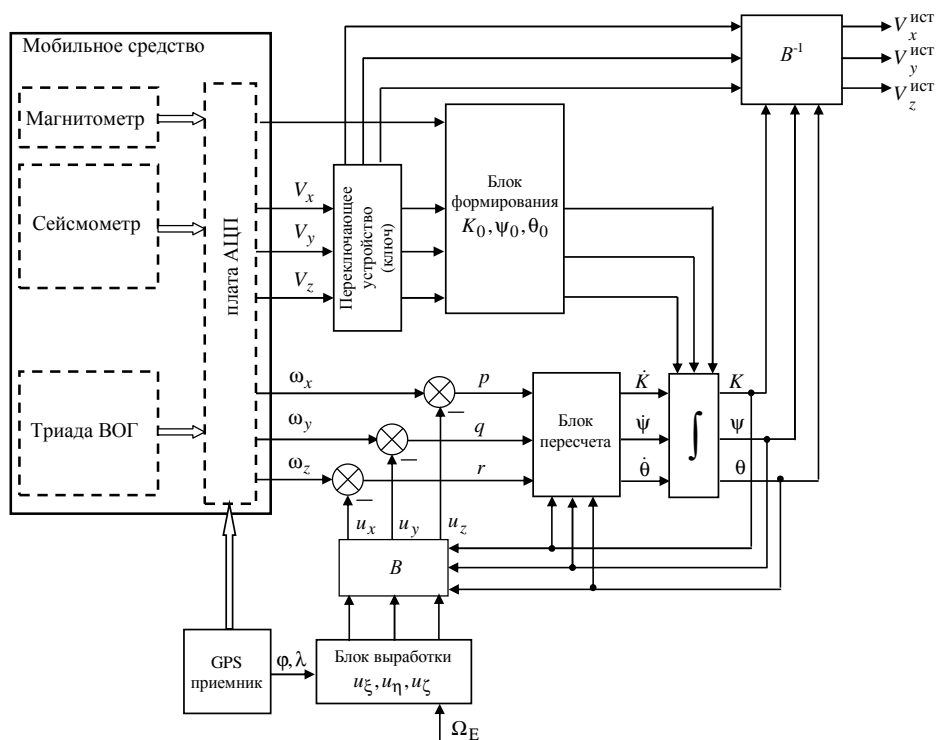 Мобильное средство
Магнитометр
Сейсмометр
Триада ВОГ
плата АЦП
V_x
V_y
V_z
Переключающее
устройство
(ключ)
Блок
формирования
K_0, ψ_0, θ_0
B^{-1}
V_x^{ист}
V_y^{ист}
V_z^{ист}
ω_x
ω_y
ω_z
−
−
−
p
q
r
Блок
пересчета
K̇
ψ̇
θ̇
∫
K
ψ
θ
u_x
u_y
u_z
B
GPS
приемник
φ, λ
Блок выработки
u_ξ, u_η, u_ζ
Ω_E